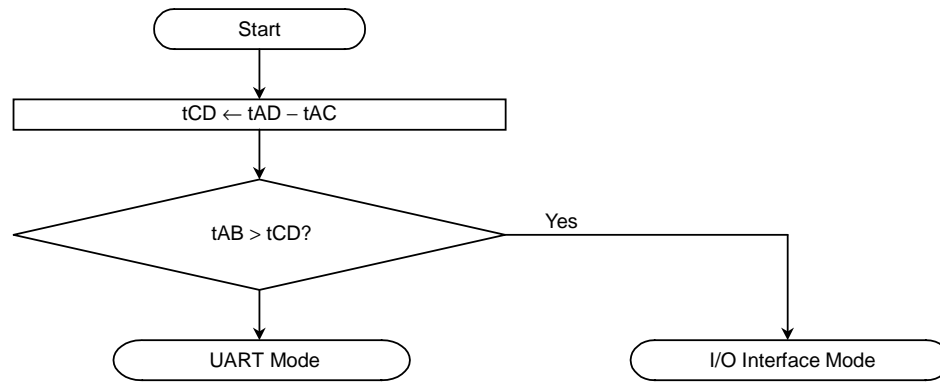 Start
tCD ← tAD − tAC
tAB > tCD?
Yes
UART Mode
I/O Interface Mode